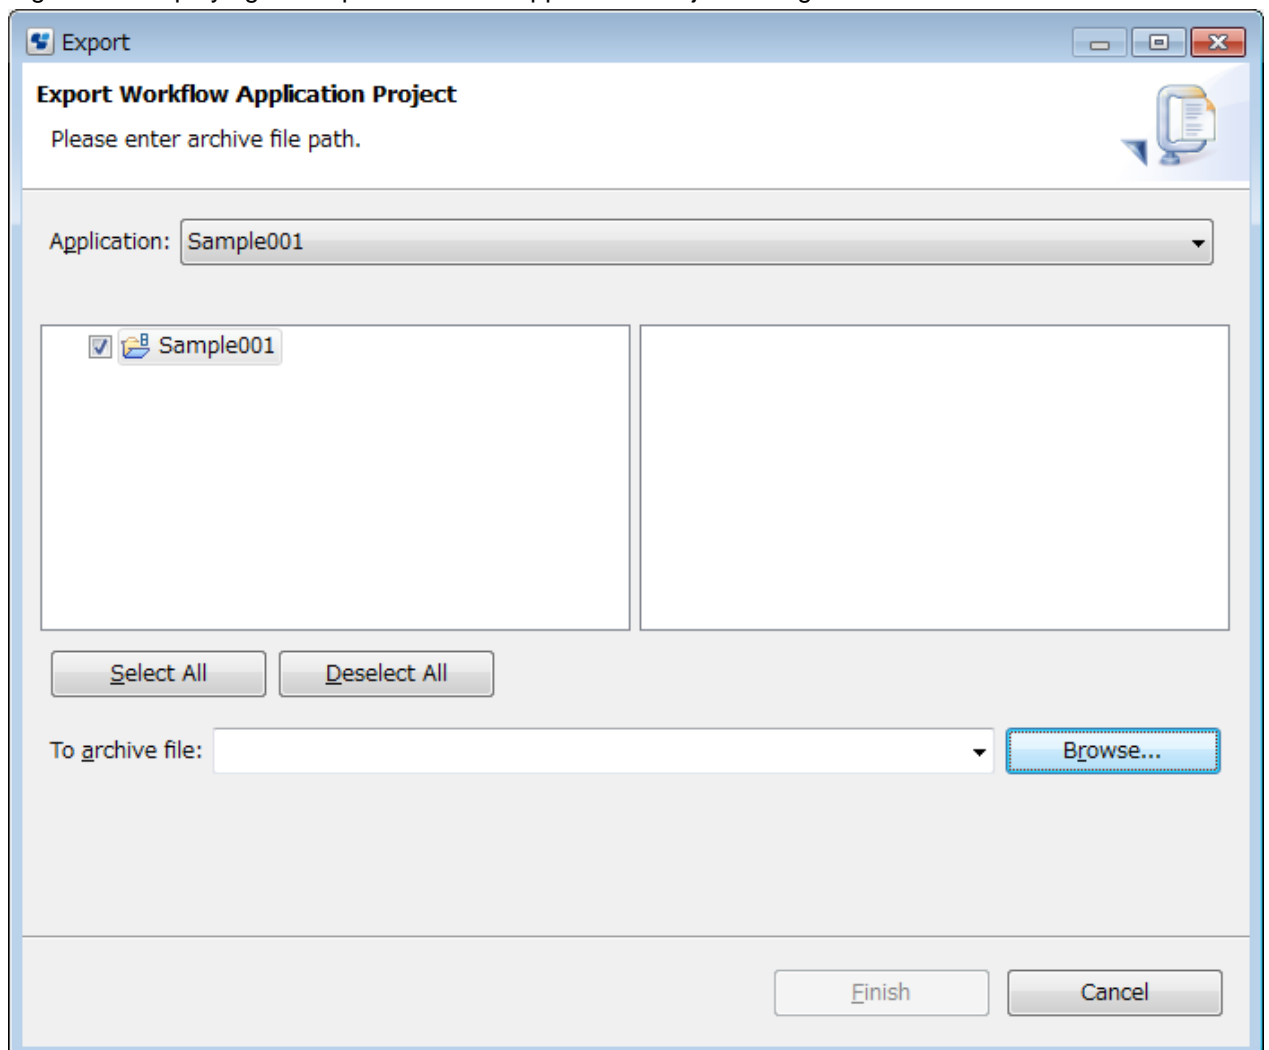 Export
Export Workflow Application Project
Please enter archive file path.
Application: Sample001
Sample001
Select All Deselect All
To archive file: Browse...
Finish Cancel